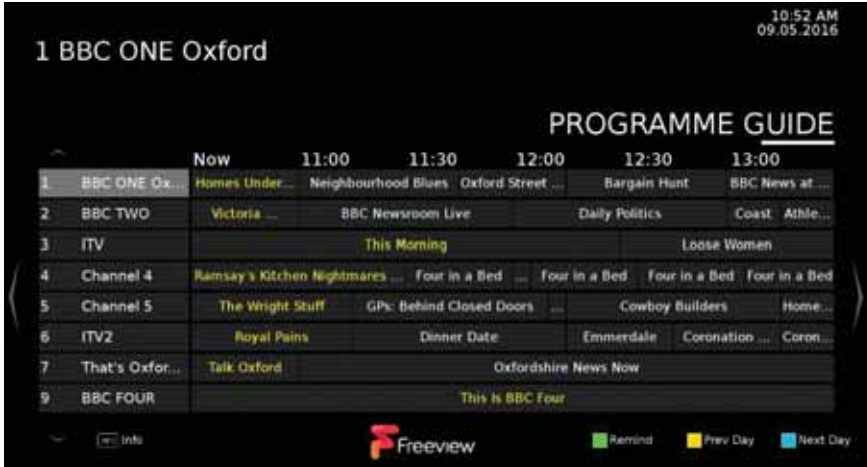 10:52 AM
09.05.2016
1 BBC ONE Oxford
PROGRAMME GUIDE
Now 11:00 11:30 12:00 12:30 13:00
1 BBC ONE Ox... Homes Under... Neighbourhood Blues Oxford Street ... Bargain Hunt BBC News at ...
2 BBC TWO Victoria ... BBC Newsroom Live Daily Politics Coast Athle...
3 ITV This Morning Loose Women
4 Channel 4 Ramsay's Kitchen Nightmares ... Four in a Bed ... Four in a Bed Four in a Bed Four in a Bed
5 Channel 5 The Wright Stuff GPs: Behind Closed Doors ... Cowboy Builders Home...
6 ITV2 Royal Pains Dinner Date Emmerdale Coronation ... Coron...
7 That's Oxfor... Talk Oxford Oxfordshire News Now
9 BBC FOUR This Is BBC Four
Info Freeview Remind Prev Day Next Day